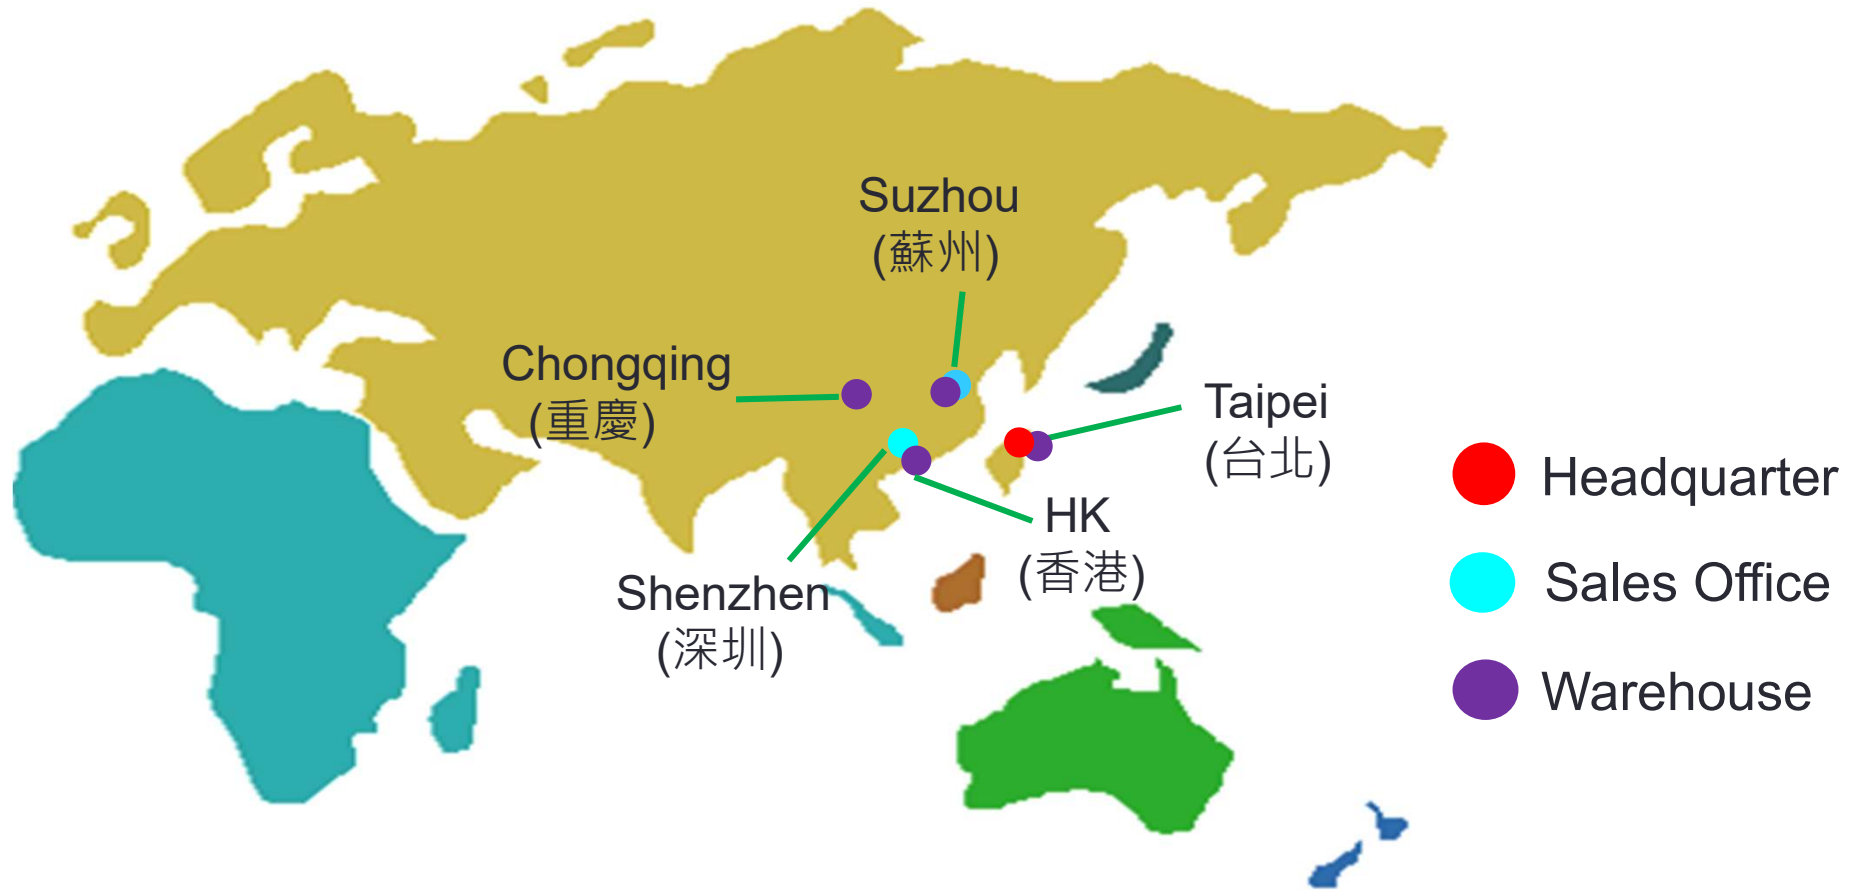 Suzhou
(蘇州)
Chongqing
(重慶)
Taipei
(台北)
HK
(香港)
Shenzhen
(深圳)
Headquarter
Sales Office
Warehouse